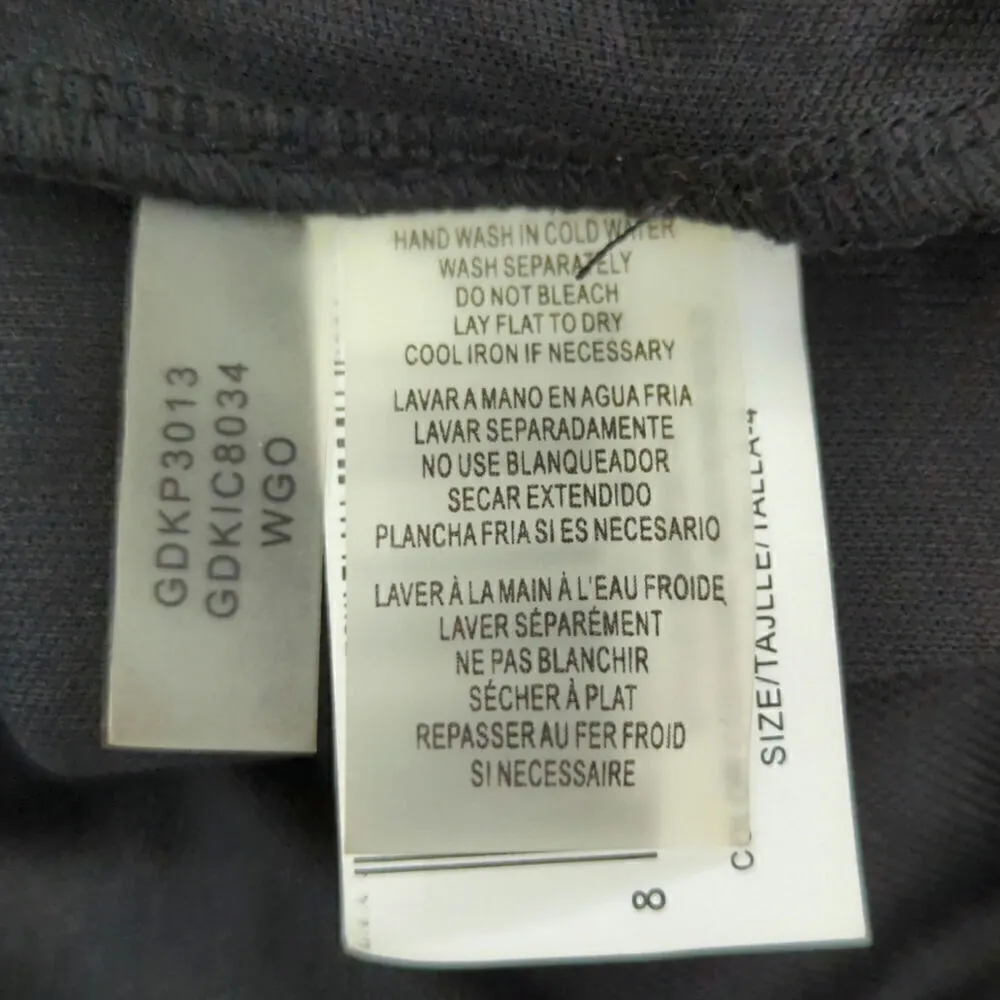 GDKP3013
GDKIC8034
WGO
HAND WASH IN COLD WATER
WASH SEPARATELY
DO NOT BLEACH
LAY FLAT TO DRY
COOL IRON IF NECESSARY
LAVAR A MANO EN AGUA FRIA
LAVAR SEPARADAMENTE
NO USE BLANQUEADOR
SECAR EXTENDIDO
PLANCHA FRIA SI ES NECESARIO
LAVER À LA MAIN À L'EAU FROIDE
LAVER SÉPARÉMENT
NE PAS BLANCHIR
SÉCHER À PLAT
REPASSER AU FER FROID
SI NECESSAIRE
SIZE/TAJLLE/TALLA-4
8